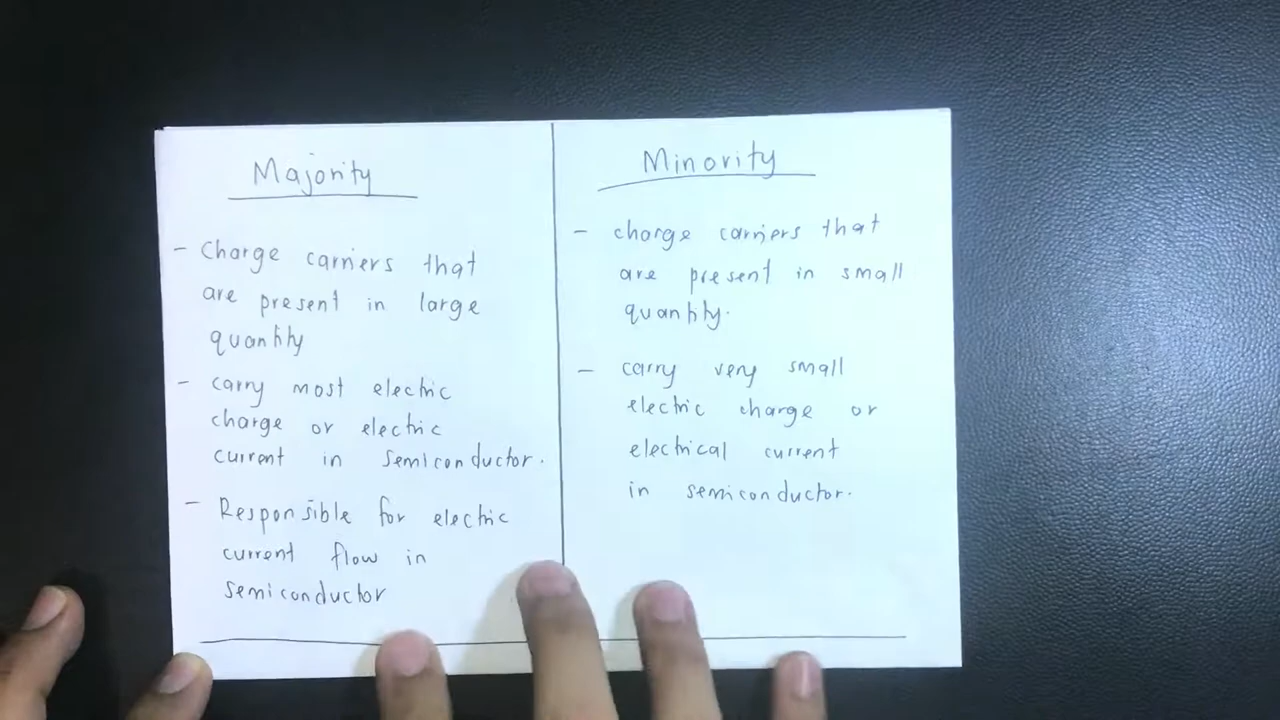 Majority
- Charge carriers that
are present in large
quantity
- carry most electric
charge or electric
current in semiconductor.
- Responsible for electric
current flow in
semiconductor
Minority
- charge carriers that
are present in small
quantity.
- carry very small
electric charge or
electrical current
in semiconductor.